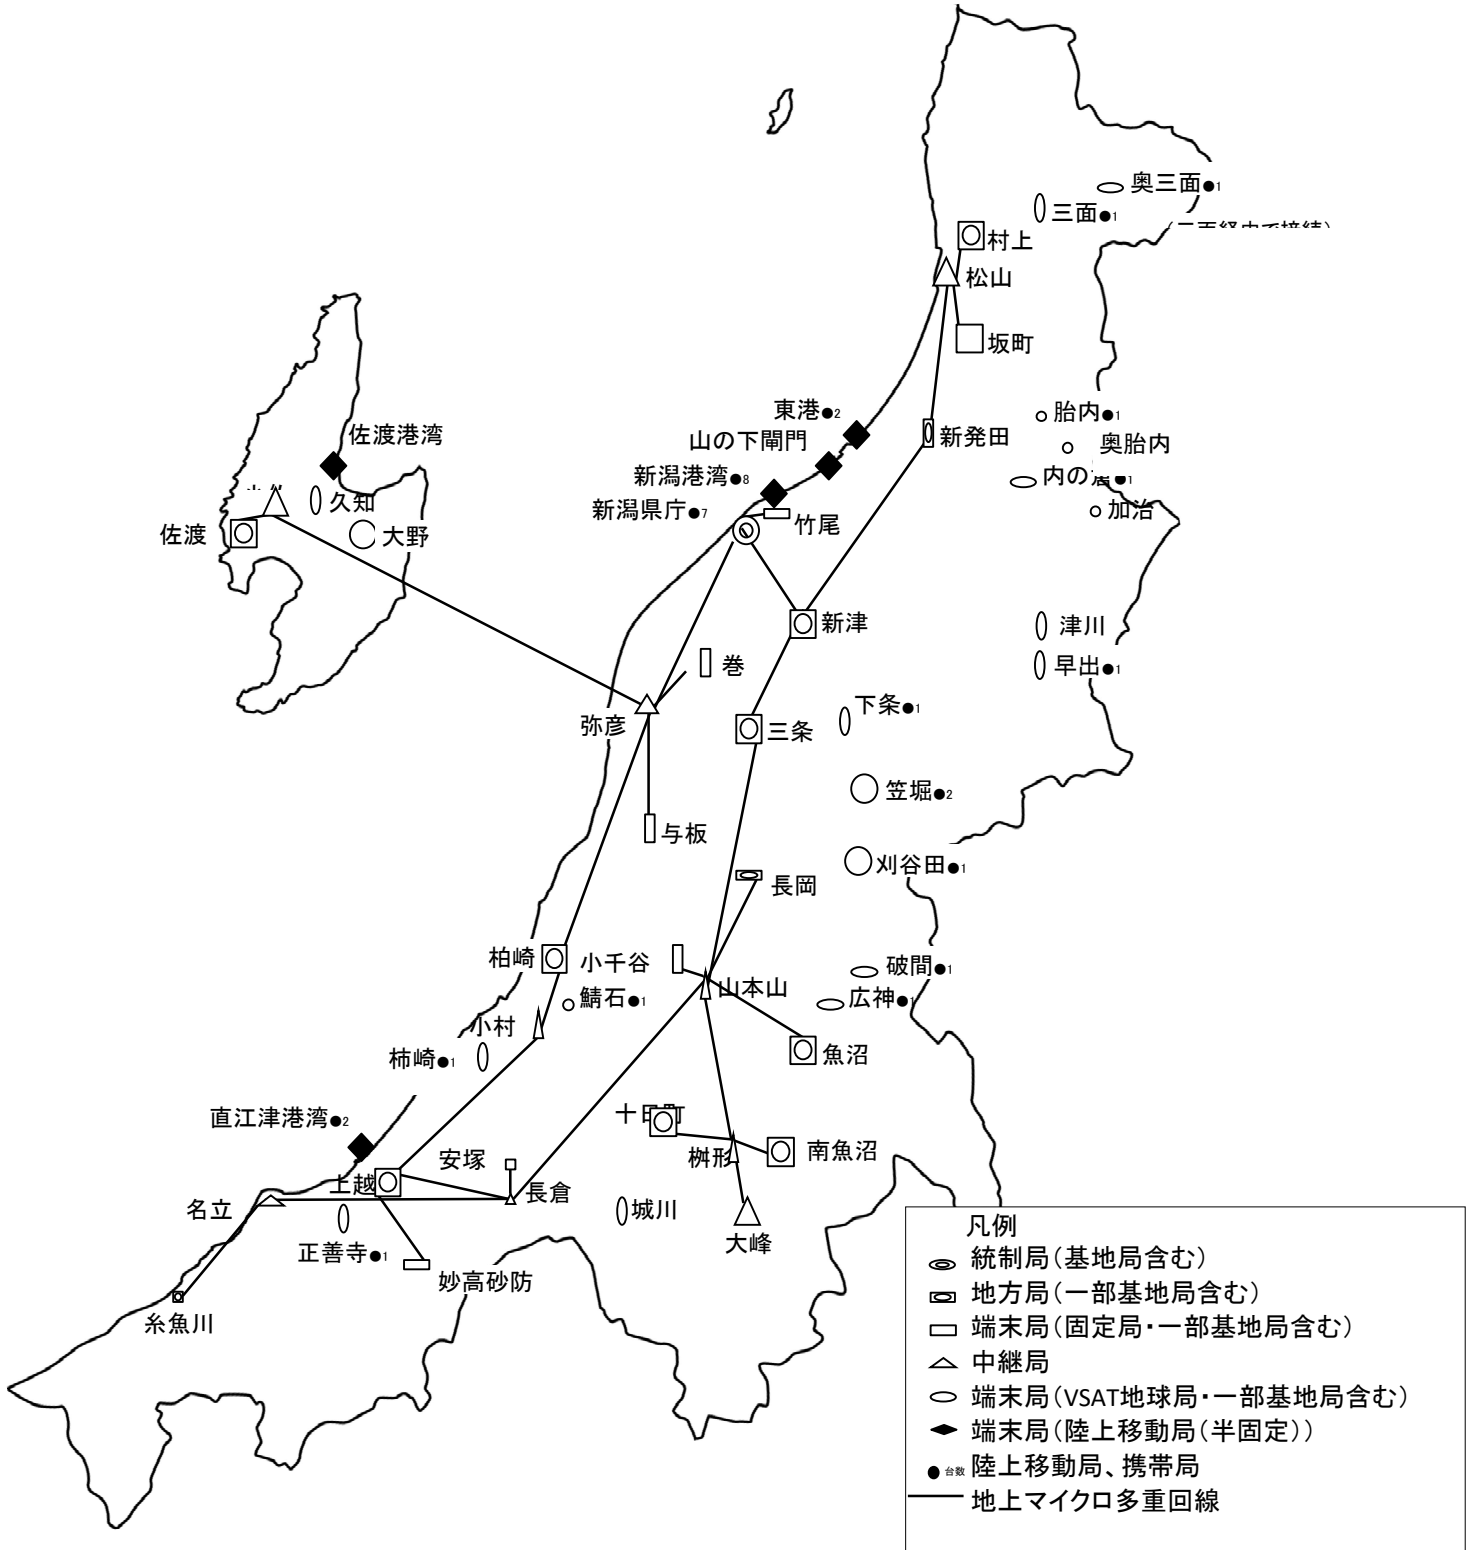 奥三面●1
三面●1
村上
松山
坂町
東港●2
胎内●1
佐渡港湾
山の下閘門
新発田
奥胎内
新潟港湾●8
久知
新潟県庁●7
加治
竹尾
佐渡
大野
新津
津川
巻
早出●1
下条●1
弥彦
三条
笠堀●2
与板
刈谷田●1
長岡
柏崎
小千谷
破間●1
山本山
鯖石●1
広神●1
小村
柿崎●1
魚沼
直江津港湾●2
南魚沼
桝形
安塚
上越
長倉
名立
城川
大峰
正善寺●1
妙高砂防
糸魚川
凡例
統制局(基地局含む)
地方局(一部基地局含む)
端末局(固定局・一部基地局含む)
中継局
端末局(VSAT地球局・一部基地局含む)
端末局(陸上移動局(半固定))
●台数 陸上移動局、携帯局
地上マイクロ多重回線